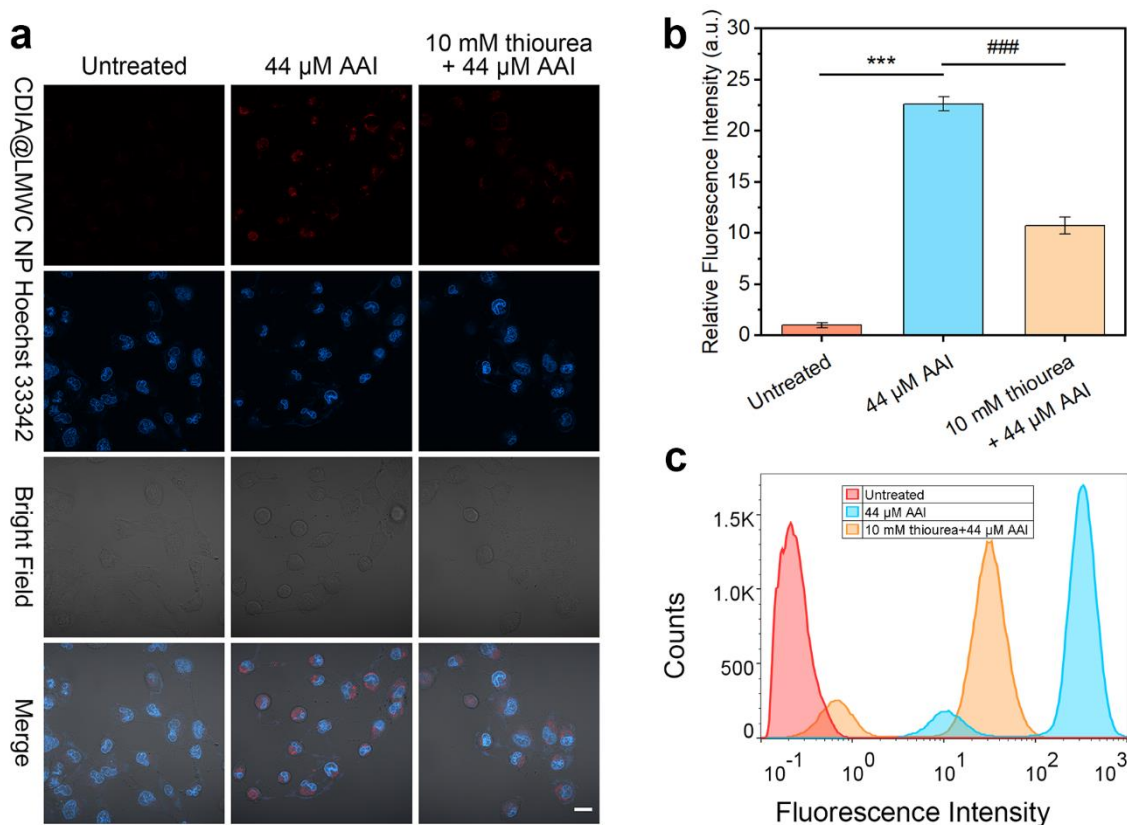 a
Untreated
44 µM AAI
10 mM thiourea
+ 44 µM AAI
CDIA@LMWC NP
Hoechst 33342
Bright Field
Merge
b
Relative Fluorescence Intensity (a.u.)
30
25
20
15
10
5
0
***
###
Untreated
44 µM AAI
10 mM thiourea
+ 44 µM AAI
c
Counts
1.5K
1.0K
500
0
Untreated
44 µM AAI
10 mM thiourea+44 µM AAI
10⁻¹ 10⁰ 10¹ 10² 10³
Fluorescence Intensity